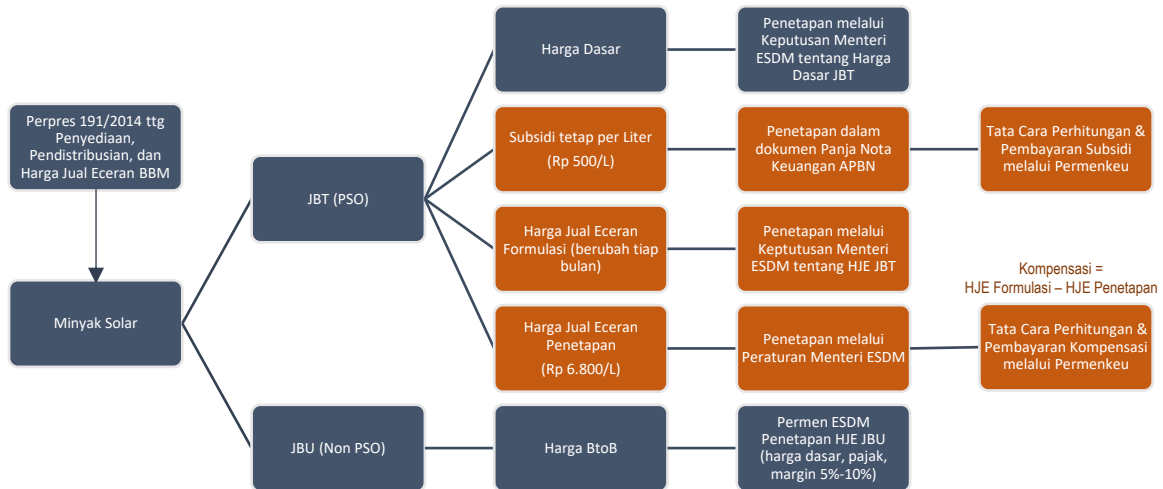 Perpres 191/2014 ttg
Penyediaan,
Pendistribusian, dan
Harga Jual Eceran BBM
Minyak Solar
JBT (PSO)
JBU (Non PSO)
Harga Dasar
Penetapan melalui
Keputusan Menteri
ESDM tentang Harga
Dasar JBT
Subsidi tetap per Liter
(Rp 500/L)
Penetapan dalam
dokumen Panja Nota
Keuangan APBN
Tata Cara Perhitungan &
Pembayaran Subsidi
melalui Permenkeu
Harga Jual Eceran
Formulasi (berubah tiap
bulan)
Penetapan melalui
Keptutusan Menteri
ESDM tentang HJE JBT
Kompensasi =
HJE Formulasi – HJE Penetapan
Harga Jual Eceran
Penetapan
(Rp 6.800/L)
Penetapan melalui
Peraturan Menteri ESDM
Tata Cara Perhitungan &
Pembayaran Kompensasi
melalui Permenkeu
Harga BtoB
Permen ESDM
Penetapan HJE JBU
(harga dasar, pajak,
margin 5%-10%)